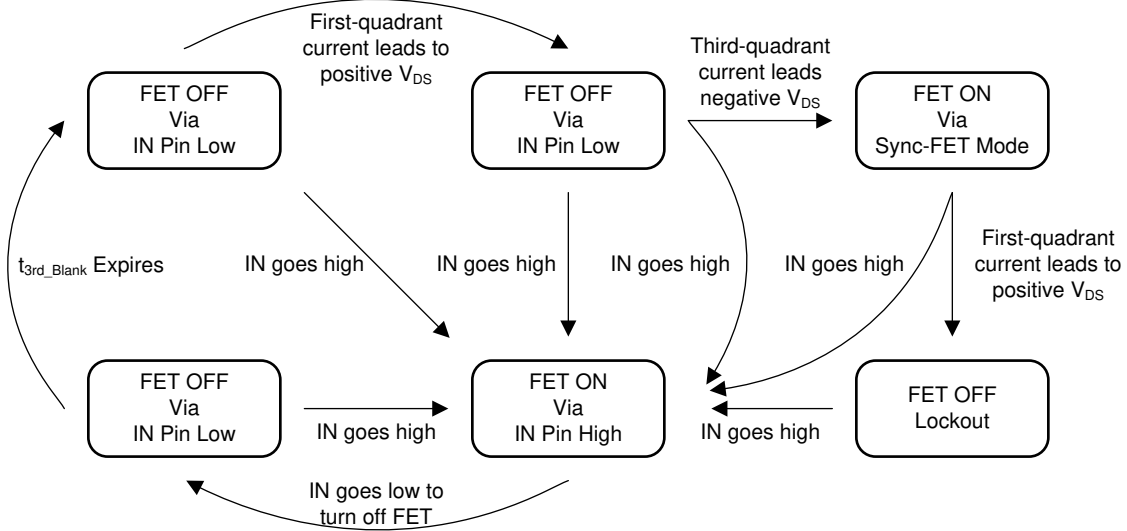 First-quadrant
current leads to
positive VDS
Third-quadrant
current leads
negative VDS
FET OFF
Via
IN Pin Low
FET OFF
Via
IN Pin Low
FET ON
Via
Sync-FET Mode
t3rd_Blank Expires
IN goes high
IN goes high
IN goes high
IN goes high
First-quadrant
current leads to
positive VDS
FET OFF
Via
IN Pin Low
IN goes high
FET ON
Via
IN Pin High
IN goes high
FET OFF
Lockout
IN goes low to
turn off FET